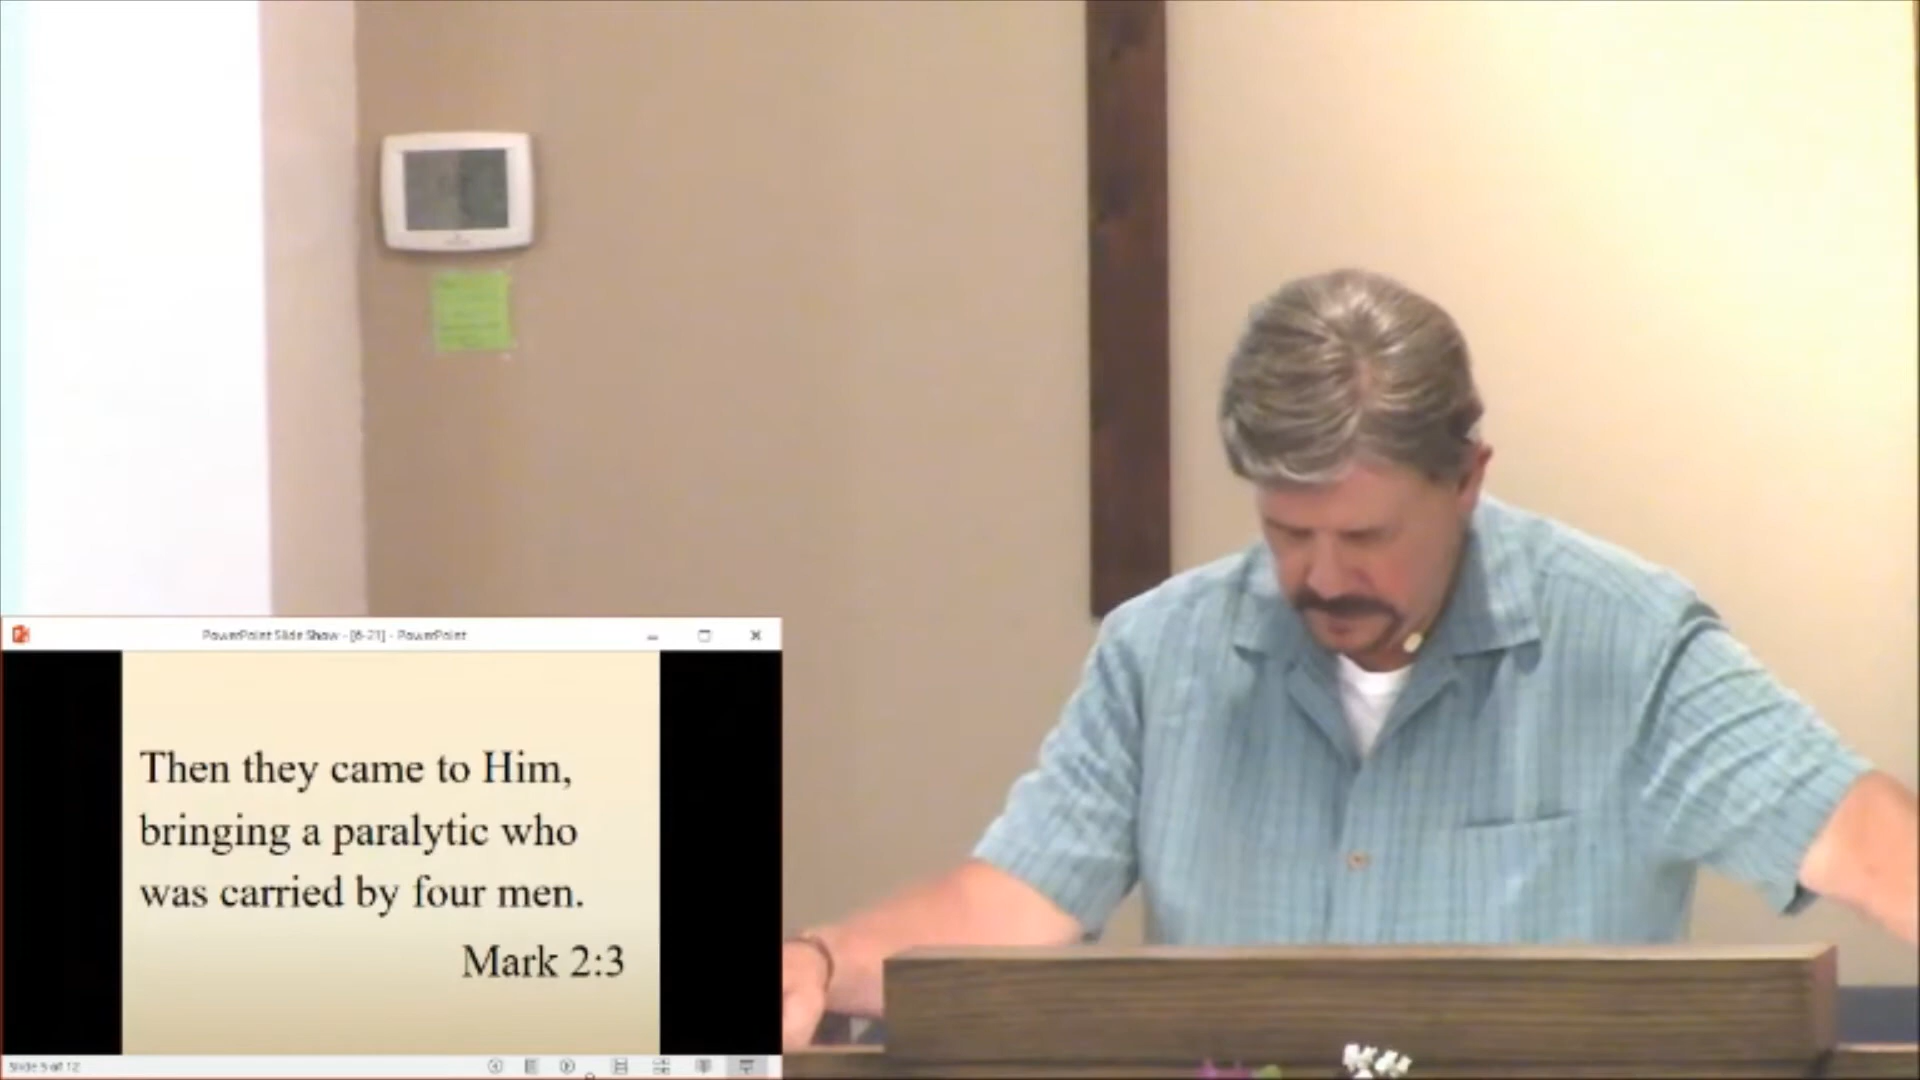 PowerPoint Slide Show - [6-21] - PowerPoint
Then they came to Him,
bringing a paralytic who
was carried by four men.
Mark 2:3
Slide 5 of 12